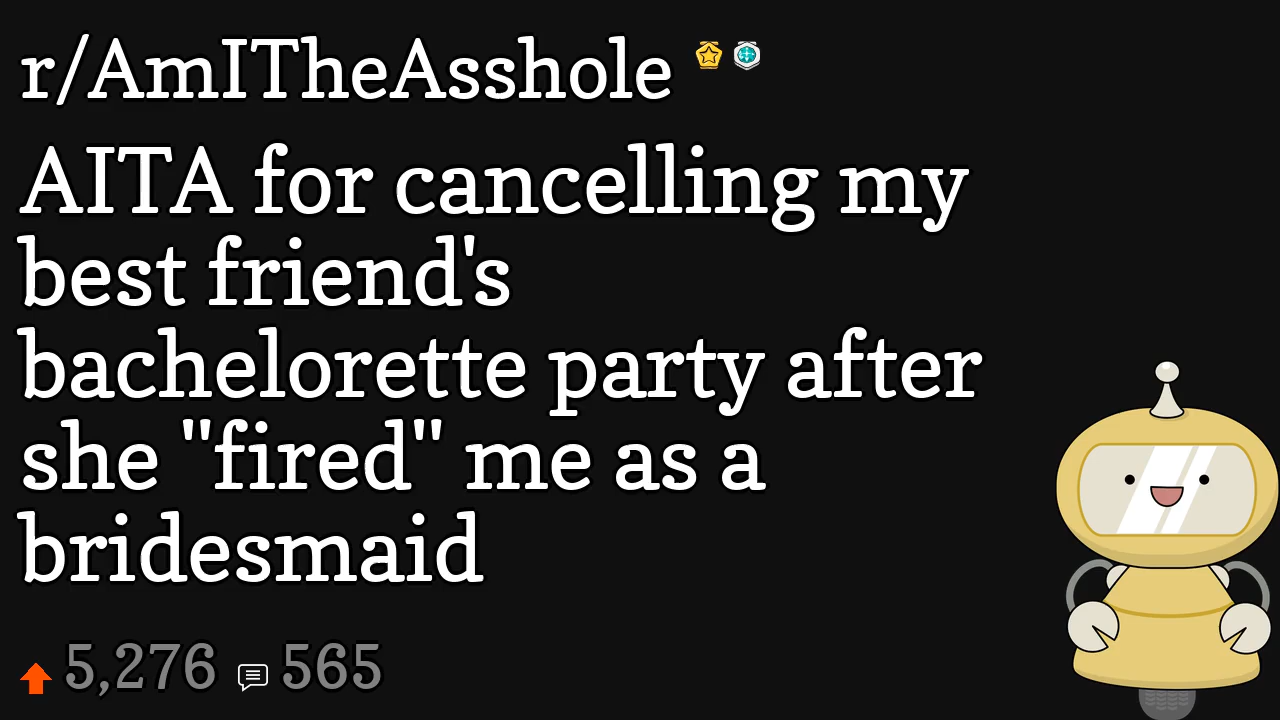 r/AmITheAsshole
AITA for cancelling my
best friend's
bachelorette party after
she "fired" me as a
bridesmaid
5,276 565